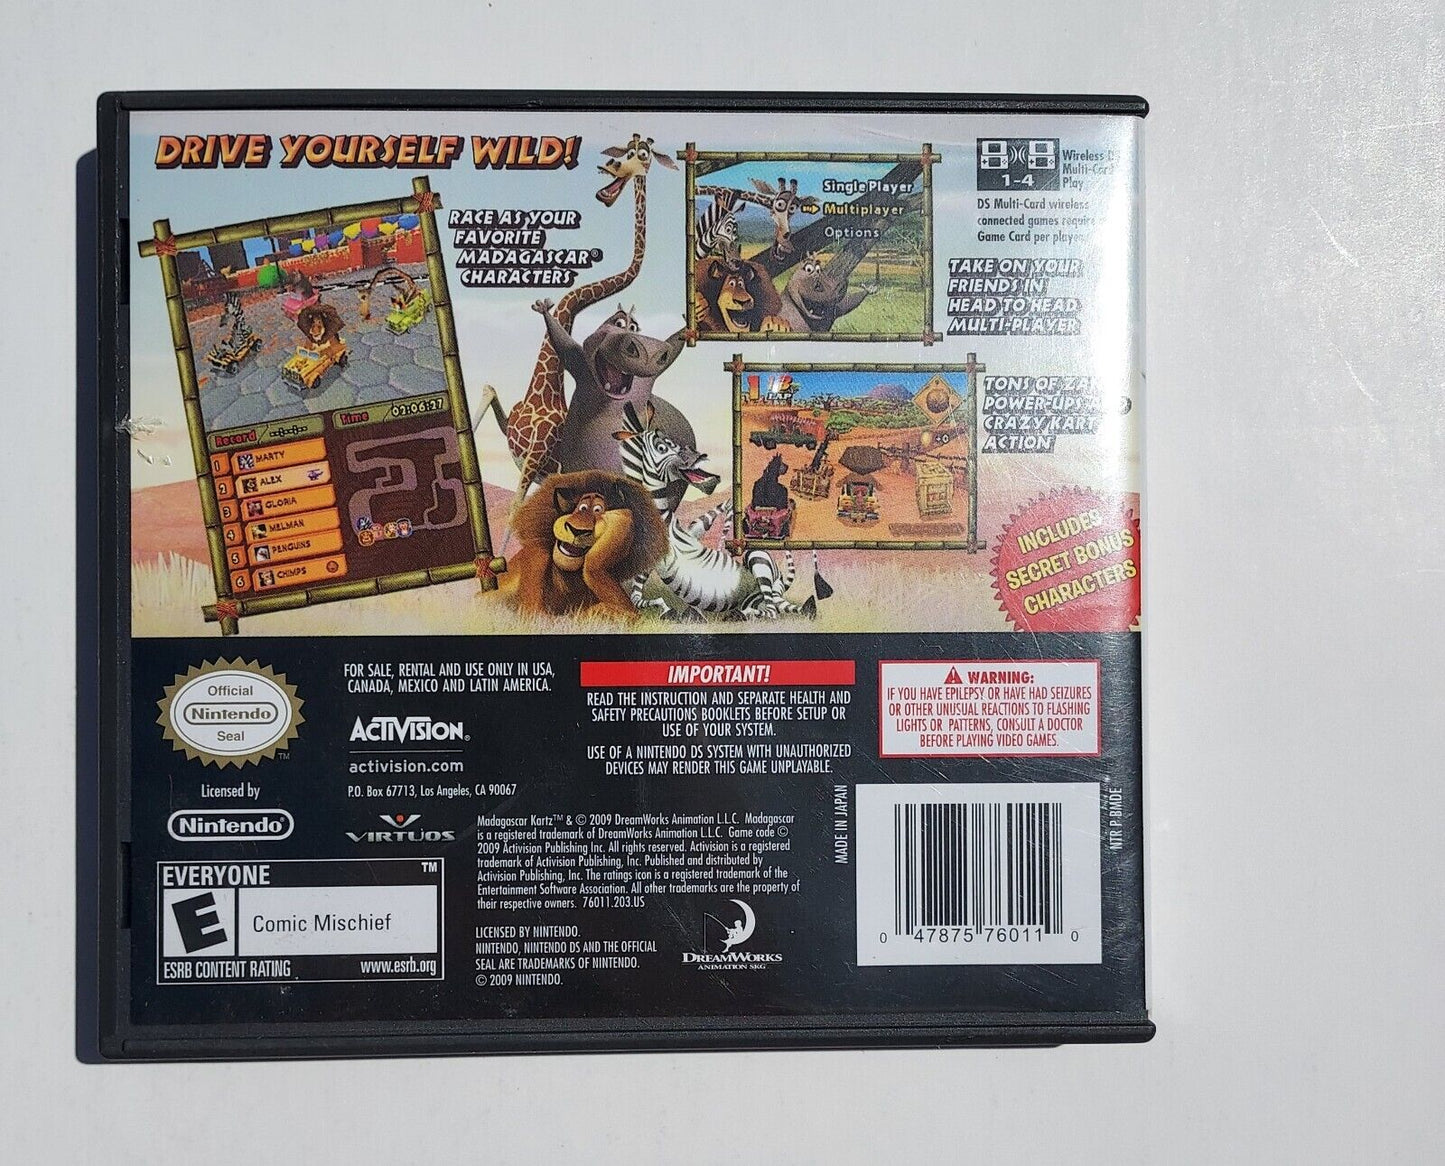 DRIVE YOURSELF WILD!
RACE AS YOUR
FAVORITE
MADAGASCAR®
CHARACTERS
Record
Time
02:06:27
1 MARTY
2 ALEX
3 GLORIA
4 MELMAN
5 PENGUINS
6 CHIMPS
Single Player
Multiplayer
Options
1-4
Wireless D
Multi-Card
Play
DS Multi-Card wireless
connected games require
Game Card per player
TAKE ON YOUR
FRIENDS IN
HEAD TO HEAD
MULTI-PLAYER
1
LAP
+0
TONS OF
POWER-UPS
CRAZY KART
ACTION
INCLUDES
SECRET BONUS
CHARACTERS
Official
Nintendo
Seal
TM
Licensed by
Nintendo®
FOR SALE, RENTAL AND USE ONLY IN USA,
CANADA, MEXICO AND LATIN AMERICA.
ACTIVISION®
activision.com
P.O. Box 67713, Los Angeles, CA 90067
VIRTUOS
IMPORTANT!
READ THE INSTRUCTION AND SEPARATE HEALTH AND
SAFETY PRECAUTIONS BOOKLETS BEFORE SETUP OR
USE OF YOUR SYSTEM.
USE OF A NINTENDO DS SYSTEM WITH UNAUTHORIZED
DEVICES MAY RENDER THIS GAME UNPLAYABLE.
WARNING:
IF YOU HAVE EPILEPSY OR HAVE HAD SEIZURES
OR OTHER UNUSUAL REACTIONS TO FLASHING
LIGHTS OR PATTERNS, CONSULT A DOCTOR
BEFORE PLAYING VIDEO GAMES.
Madagascar Kartz™ & © 2009 DreamWorks Animation L.L.C. Madagascar
is a registered trademark of DreamWorks Animation L.L.C. Game code ©
2009 Activision Publishing Inc. All rights reserved. Activision is a registered
trademark of Activision Publishing, Inc. Published and distributed by
Activision Publishing, Inc. The ratings icon is a registered trademark of the
Entertainment Software Association. All other trademarks are the property of
their respective owners. 76011.203.US
LICENSED BY NINTENDO.
NINTENDO, NINTENDO DS AND THE OFFICIAL
SEAL ARE TRADEMARKS OF NINTENDO.
© 2009 NINTENDO.
DREAMWORKS
ANIMATION SKG
EVERYONE ™
E
Comic Mischief
ESRB CONTENT RATING www.esrb.org
MADE IN JAPAN
NTR P BMDE
0 47875 76011 0